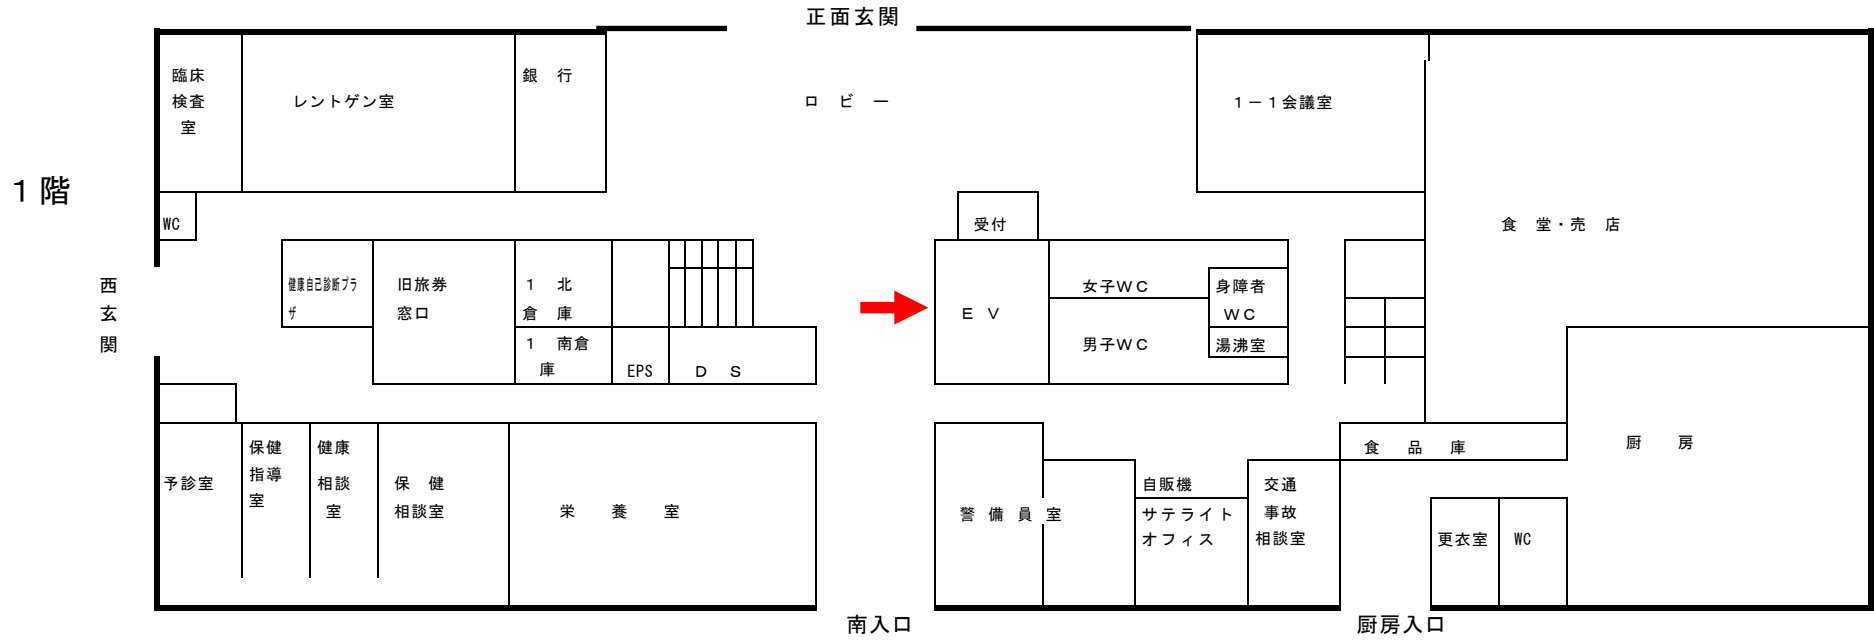 正面玄関
臨床
検査
室
レントゲン室
銀　行
ロ　ビ　ー
１－１会議室
１階
WC
受付
食　堂・売　店
西
玄
関
健康自己診断プラ
ザ
旧旅券
窓口
１　北
倉　庫
１　南倉
庫
EPS
Ｄ　Ｓ
Ｅ　Ｖ
女子ＷＣ
男子ＷＣ
身障者
ＷＣ
湯沸室
予診室
保健
指導
室
健康
相談
室
保　健
相談室
栄　養　室
警　備　員　室
自販機
サテライト
オフィス
交通
事故
相談室
食　品　庫
厨　房
更衣室
WC
南入口
厨房入口